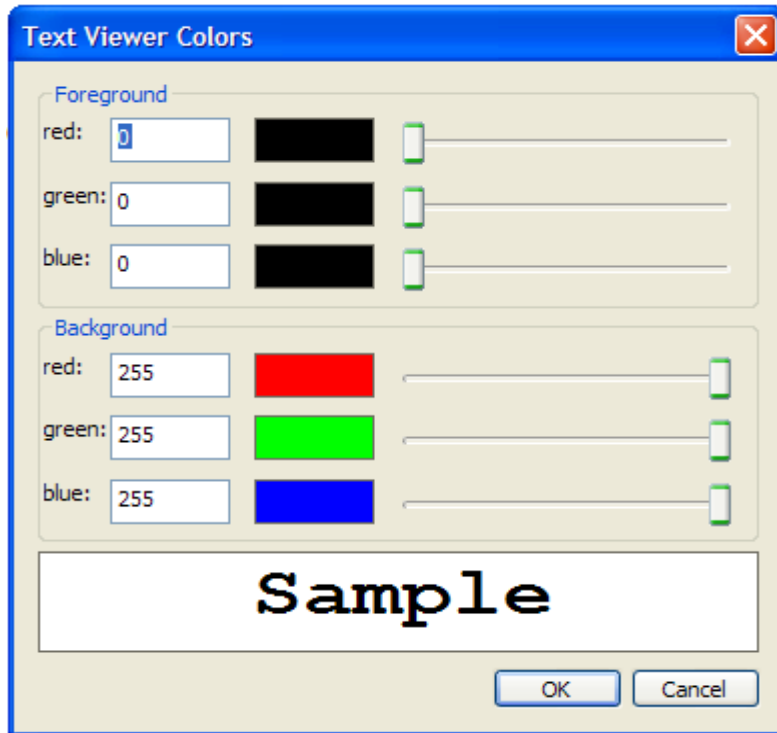 Text Viewer Colors
Foreground
red: 0
green: 0
blue: 0
Background
red: 255
green: 255
blue: 255
Sample
OK Cancel